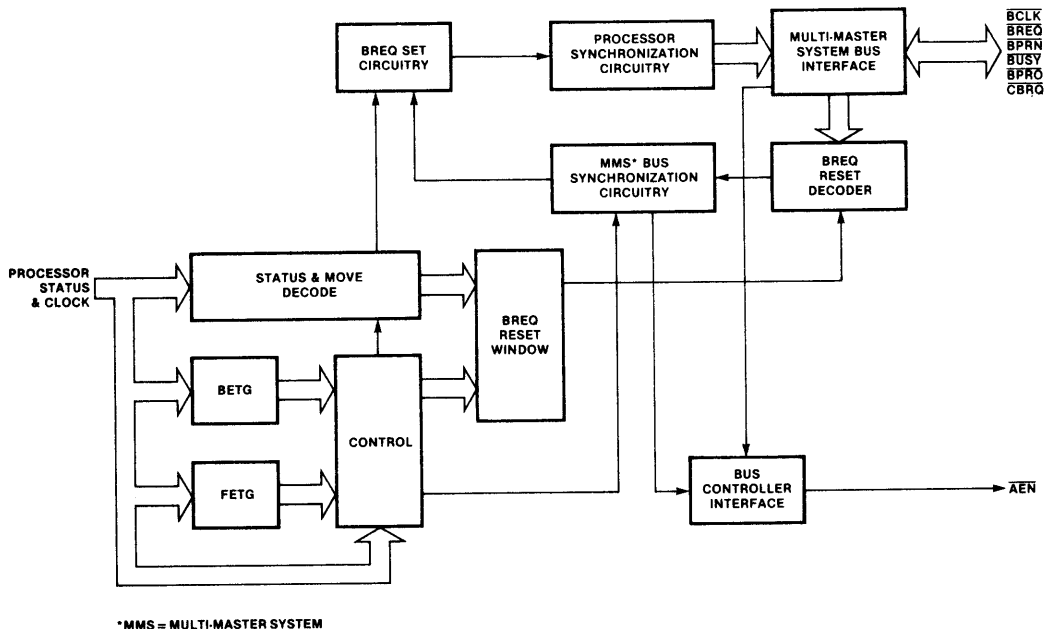 BREQ SET
CIRCUITRY
PROCESSOR
SYNCHRONIZATION
CIRCUITRY
MULTI-MASTER
SYSTEM BUS
INTERFACE
BCLK
BREQ
BPRN
BUSY
BPRO
CBRQ
MMS* BUS
SYNCHRONIZATION
CIRCUITRY
BREQ
RESET
DECODER
PROCESSOR
STATUS
& CLOCK
STATUS & MOVE
DECODE
BREQ
RESET
WINDOW
BETG
CONTROL
FETG
BUS
CONTROLLER
INTERFACE
AEN
*MMS = MULTI-MASTER SYSTEM